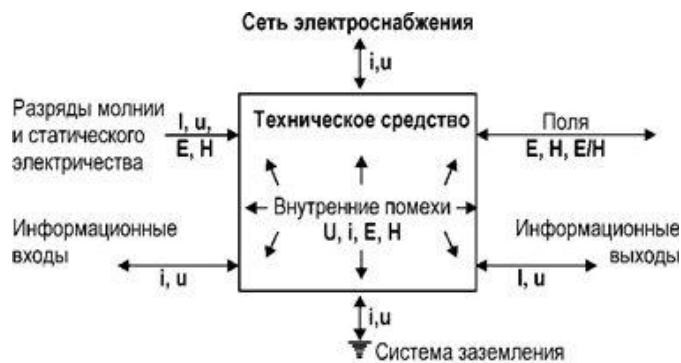 Сеть электроснабжения
i,u
Разряды молнии
и статического
электричества
I, u,
E, H
Техническое средство
Поля
E, H, E/H
Внутренние помехи
U, i, E, H
Информационные
входы
i, u
Информационные
выходы
I, u
i,u
Система заземления